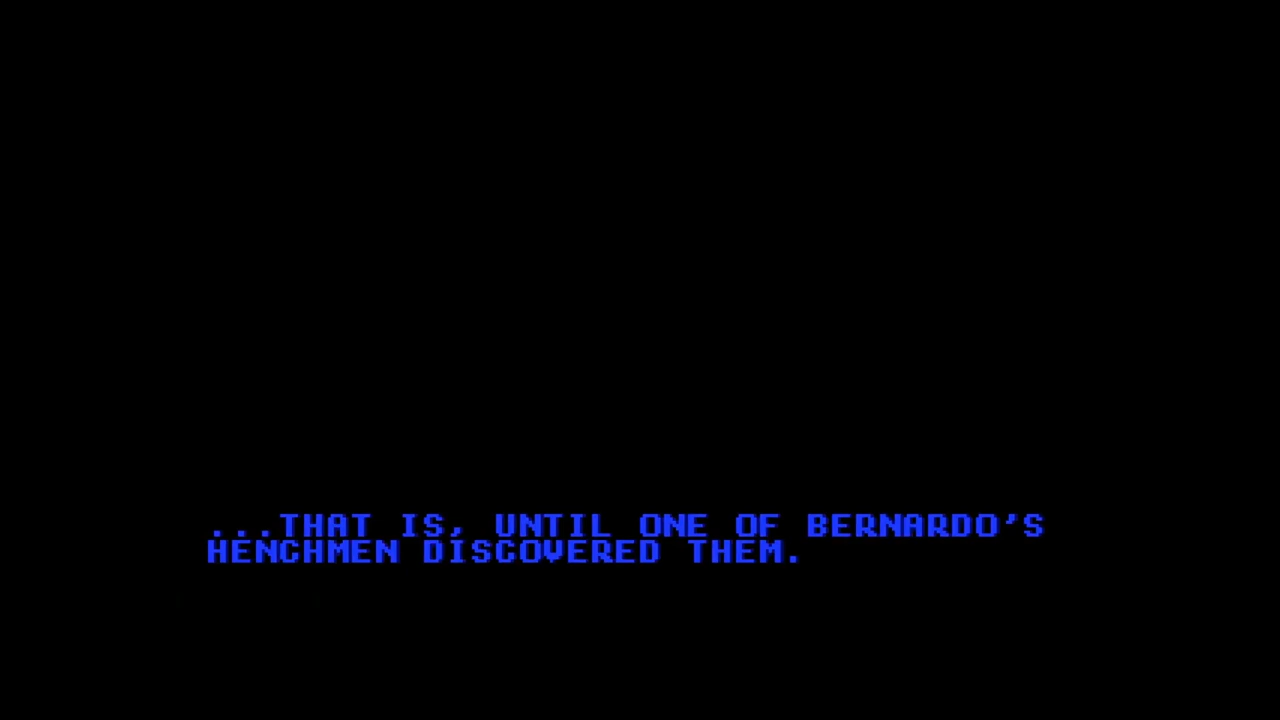 ...THAT IS, UNTIL ONE OF BERNARDO'S
HENCHMEN DISCOVERED THEM.